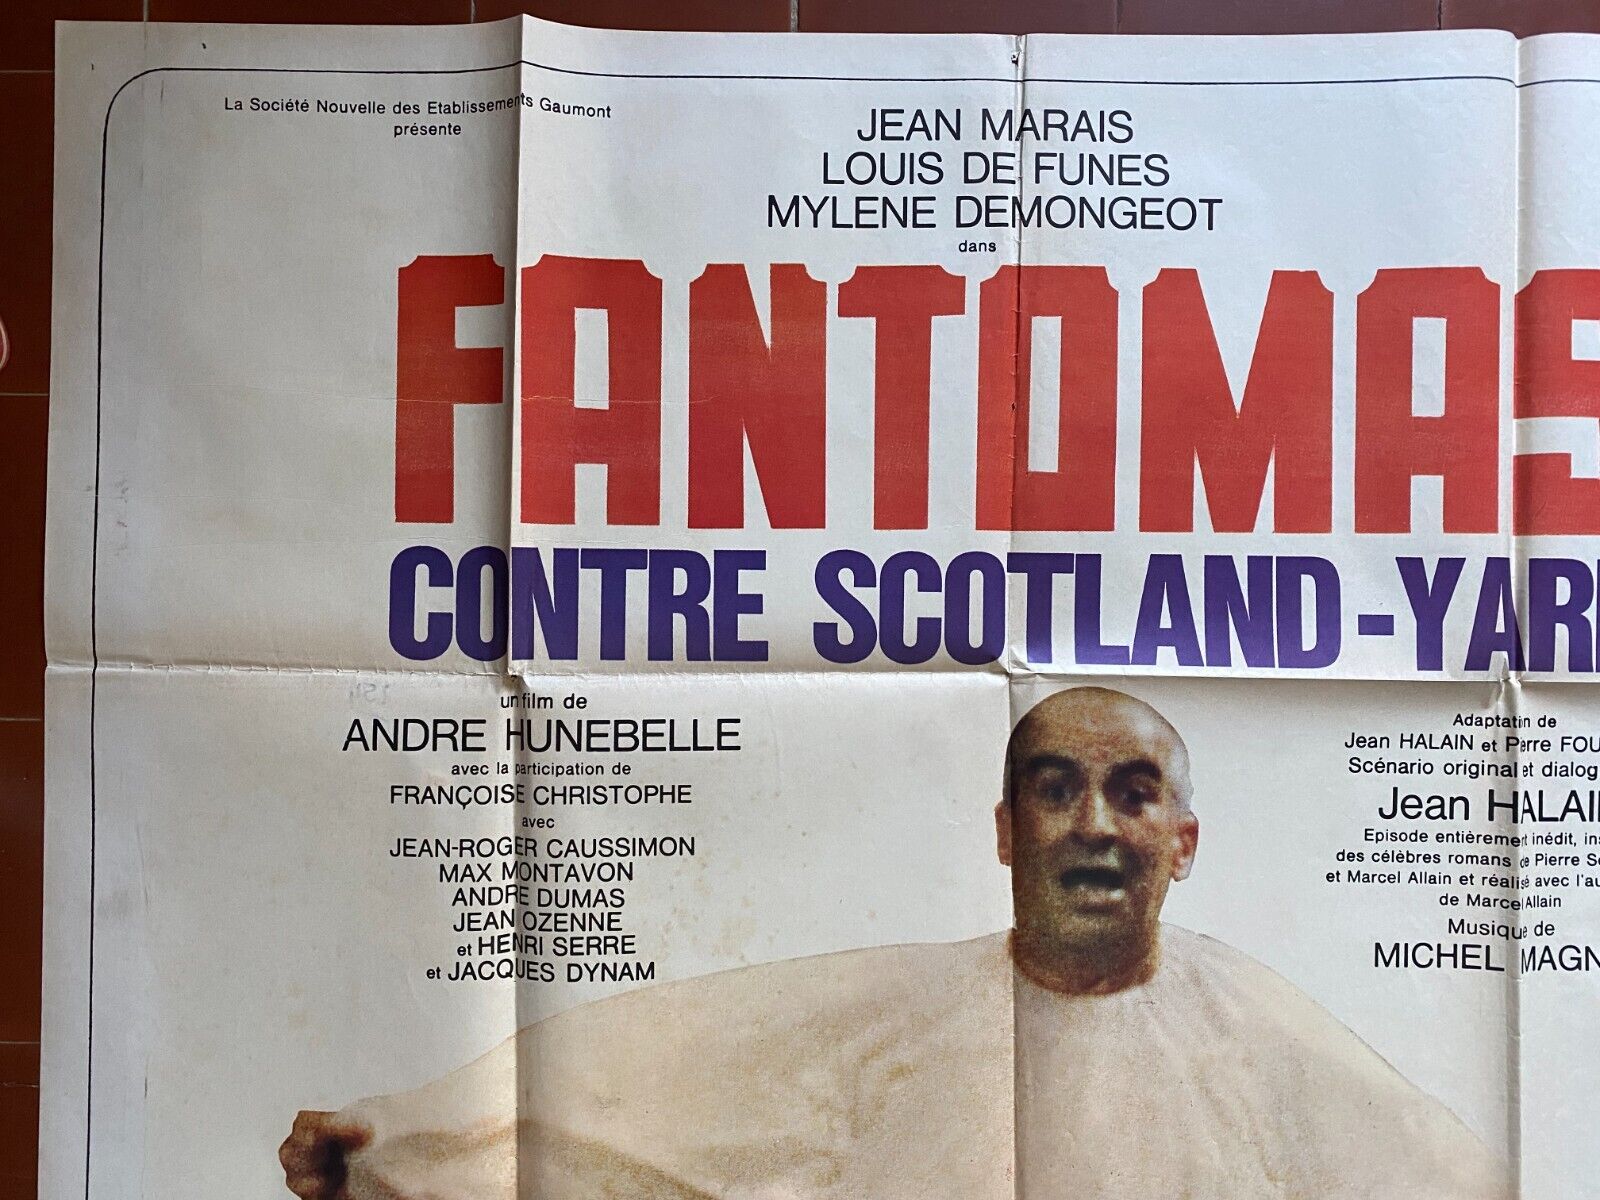 La Société Nouvelle des Etablissements Gaumont
présente
JEAN MARAIS
LOUIS DE FUNES
MYLENE DEMONGEOT
dans
FANTOMAS
CONTRE SCOTLAND-YAR
un film de
ANDRE HUNEBELLE
avec la participation de
FRANÇOISE CHRISTOPHE
avec
JEAN-ROGER CAUSSIMON
MAX MONTAVON
ANDRE DUMAS
JEAN OZENNE
et HENRI SERRE
et JACQUES DYNAM
Adaptatin de
Jean HALAIN et Pierre FOU
Scénario original et dialog
Jean HALAI
Episode entièrement inédit, ins
des célèbres romans de Pierre So
et Marcel Allain et réalisé avec l'au
de Marcel Allain
Musique de
MICHEL MAGN